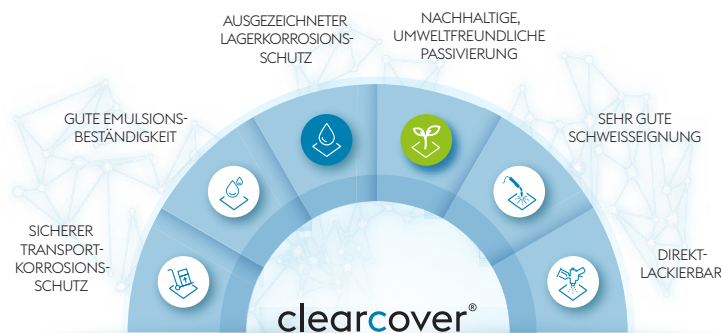 AUSGEZEICHNETER
LAGERKORROSIONS-
SCHUTZ
NACHHALTIGE,
UMWELTFREUNDLICHE
PASSIVIERUNG
GUTE EMULSIONS-
BESTÄNDIGKEIT
SEHR GUTE
SCHWEISSEIGNUNG
SICHERER
TRANSPORT-
KORROSIONS-
SCHUTZ
DIREKT-
LACKIERBAR
clearcover®